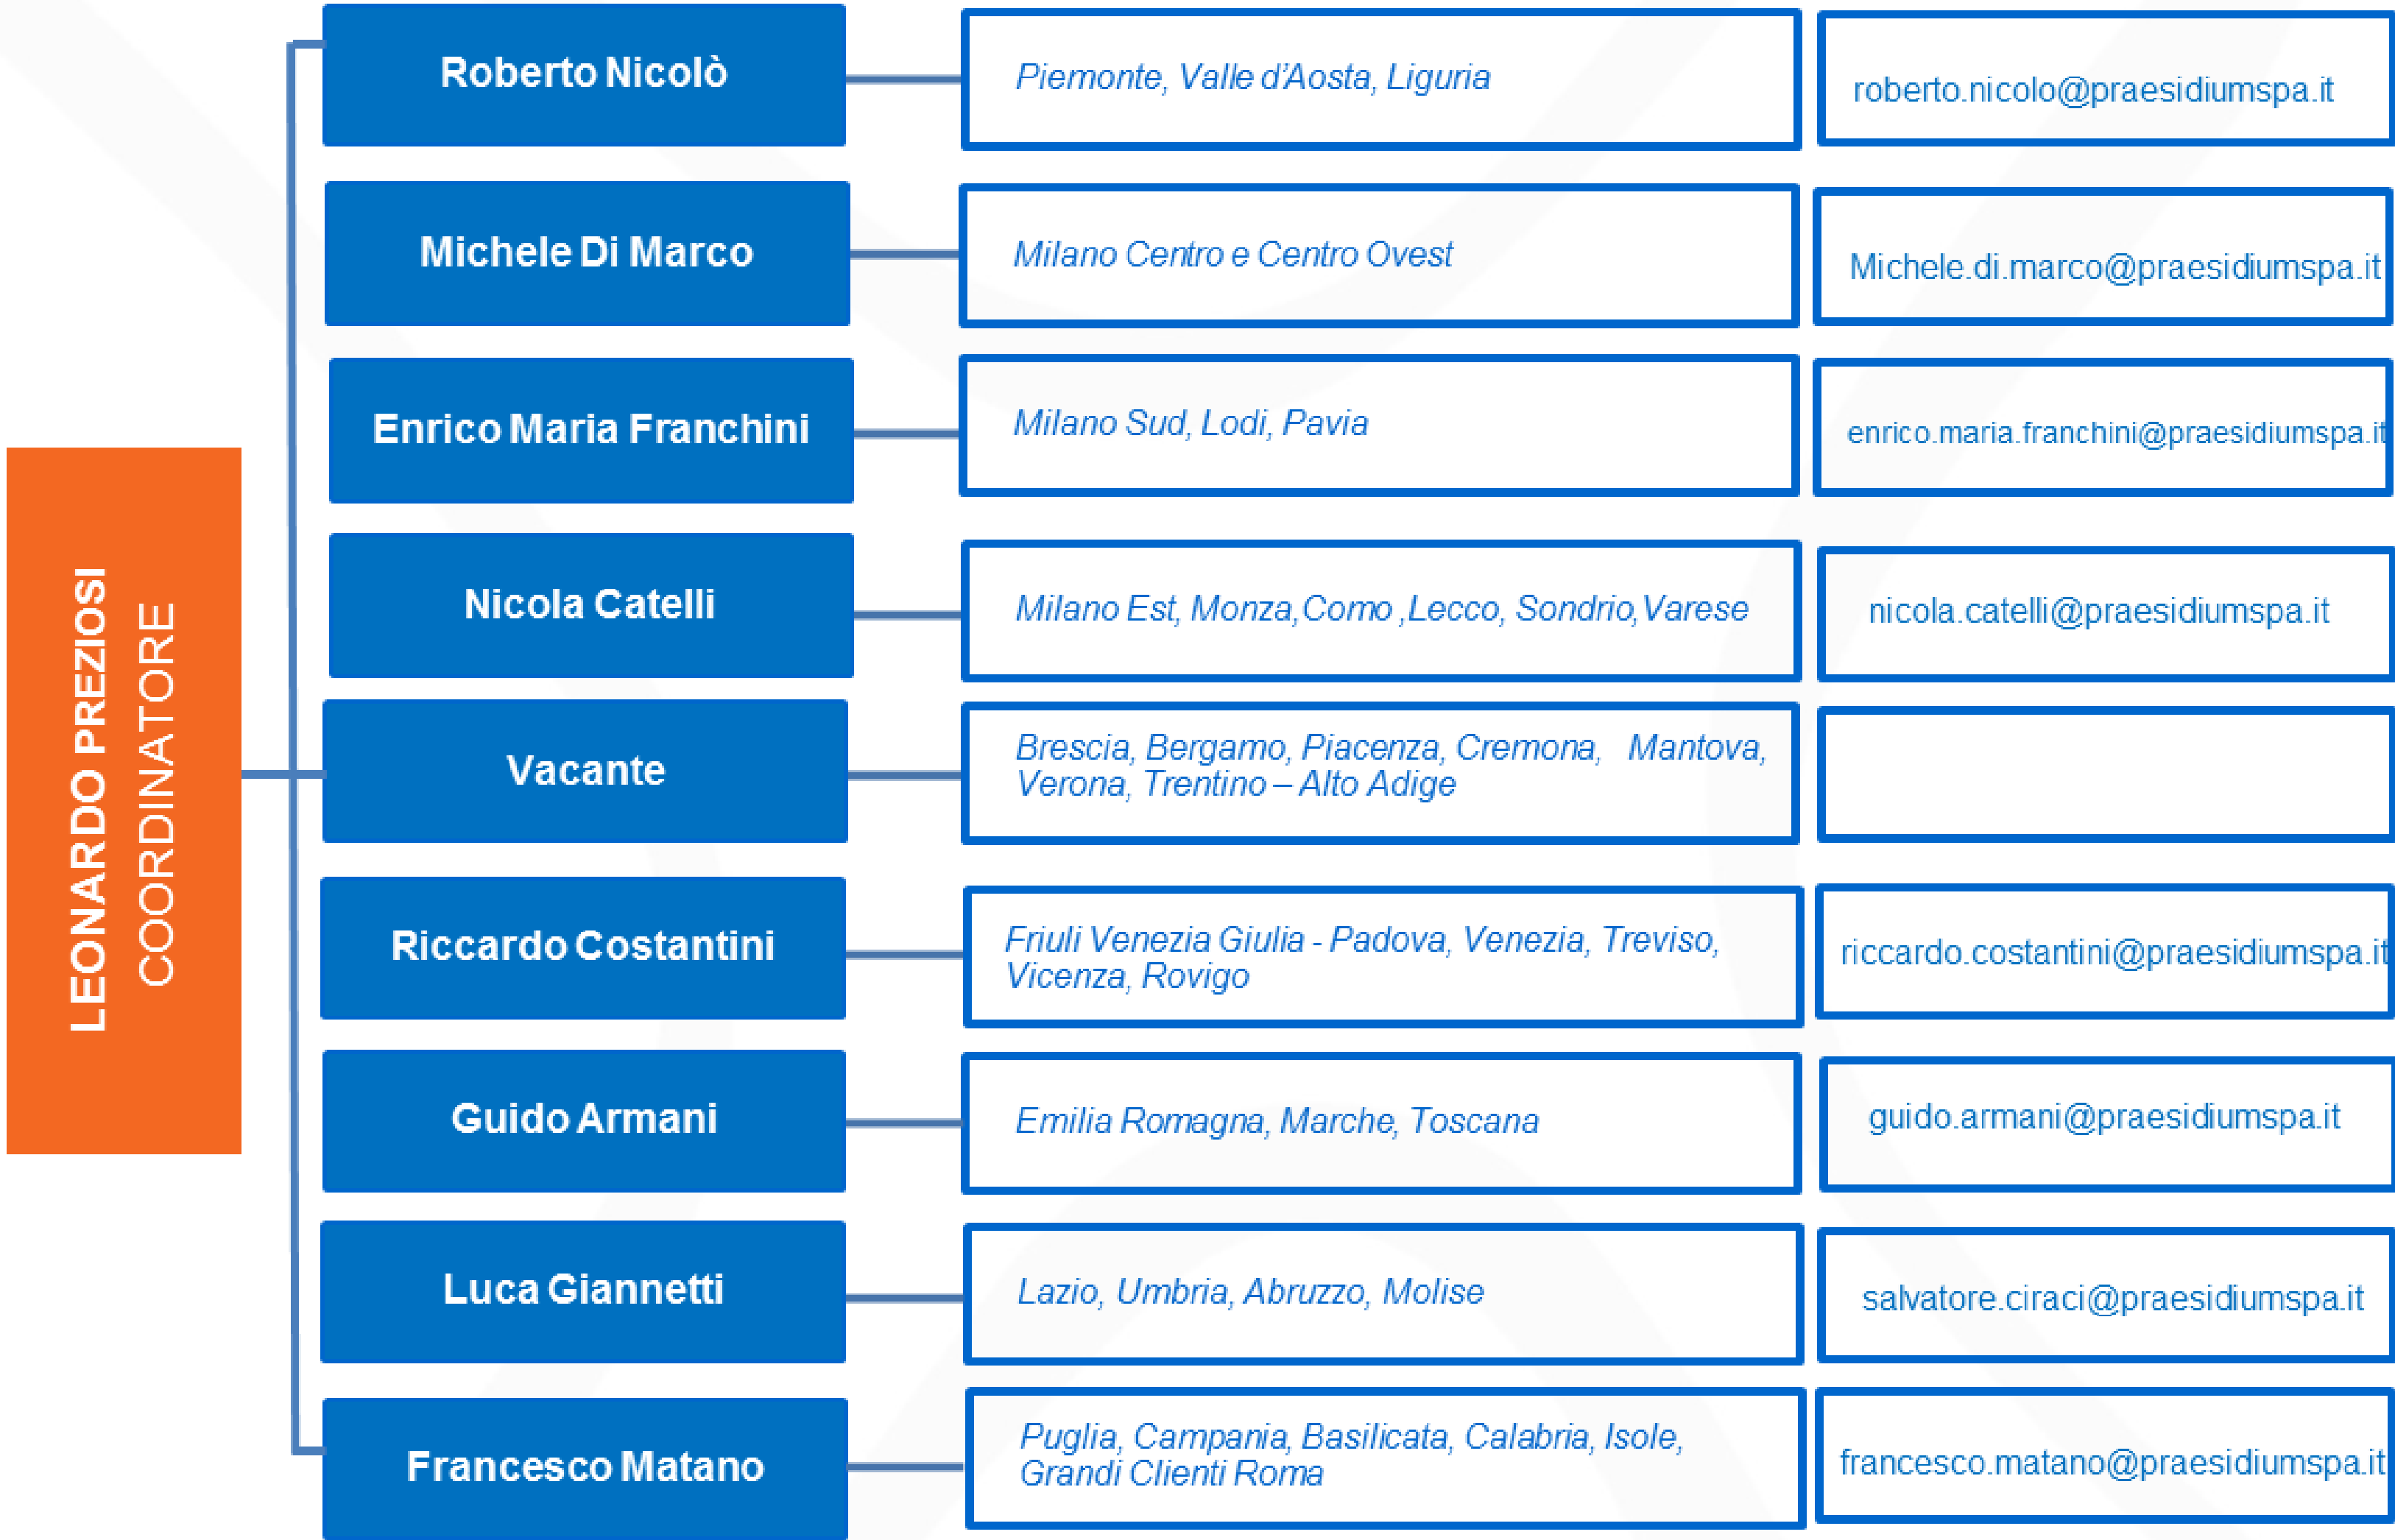 LEONARDO PREZIOSI
COORDINATORE
Roberto Nicolò
Piemonte, Valle d'Aosta, Liguria
roberto.nicolo@praesidiumspa.it
Michele Di Marco
Milano Centro e Centro Ovest
Michele.di.marco@praesidiumspa.it
Enrico Maria Franchini
Milano Sud, Lodi, Pavia
enrico.maria.franchini@praesidiumspa.it
Nicola Catelli
Milano Est, Monza,Como ,Lecco, Sondrio,Varese
nicola.catelli@praesidiumspa.it
Vacante
Brescia, Bergamo, Piacenza, Cremona, Mantova,
Verona, Trentino – Alto Adige
Riccardo Costantini
Friuli Venezia Giulia - Padova, Venezia, Treviso,
Vicenza, Rovigo
riccardo.costantini@praesidiumspa.it
Guido Armani
Emilia Romagna, Marche, Toscana
guido.armani@praesidiumspa.it
Luca Giannetti
Lazio, Umbria, Abruzzo, Molise
salvatore.ciraci@praesidiumspa.it
Francesco Matano
Puglia, Campania, Basilicata, Calabria, Isole,
Grandi Clienti Roma
francesco.matano@praesidiumspa.it